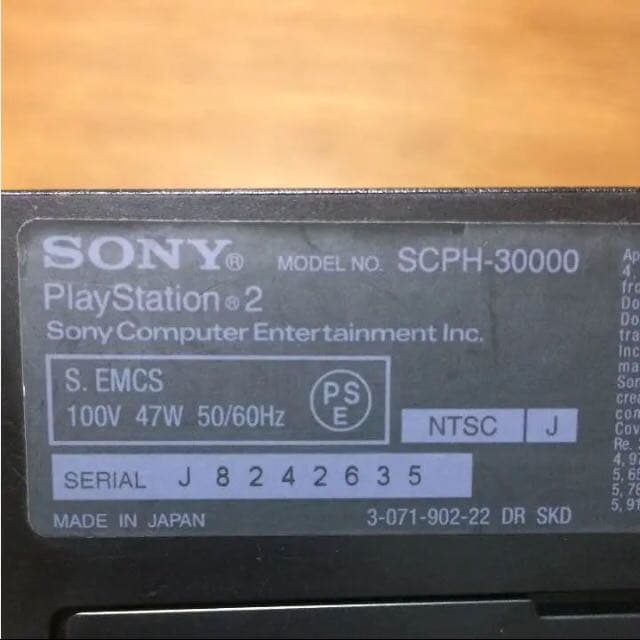 SONY® MODEL NO. SCPH-30000
PlayStation®2
Sony Computer Entertainment Inc.
S. EMCS
100V 47W 50/60Hz
PS
E
NTSC J
SERIAL J 8 2 4 2 6 3 5
MADE IN JAPAN 3-071-902-22 DR SKD